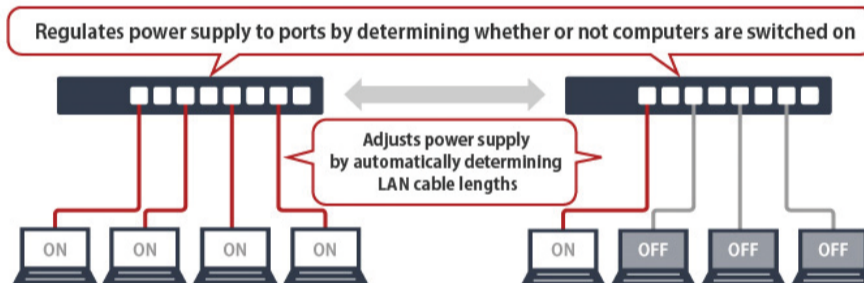 Regulates power supply to ports by determining whether or not computers are switched on
Adjusts power supply
by automatically determining
LAN cable lengths
ON
ON
ON
ON
ON
OFF
OFF
OFF